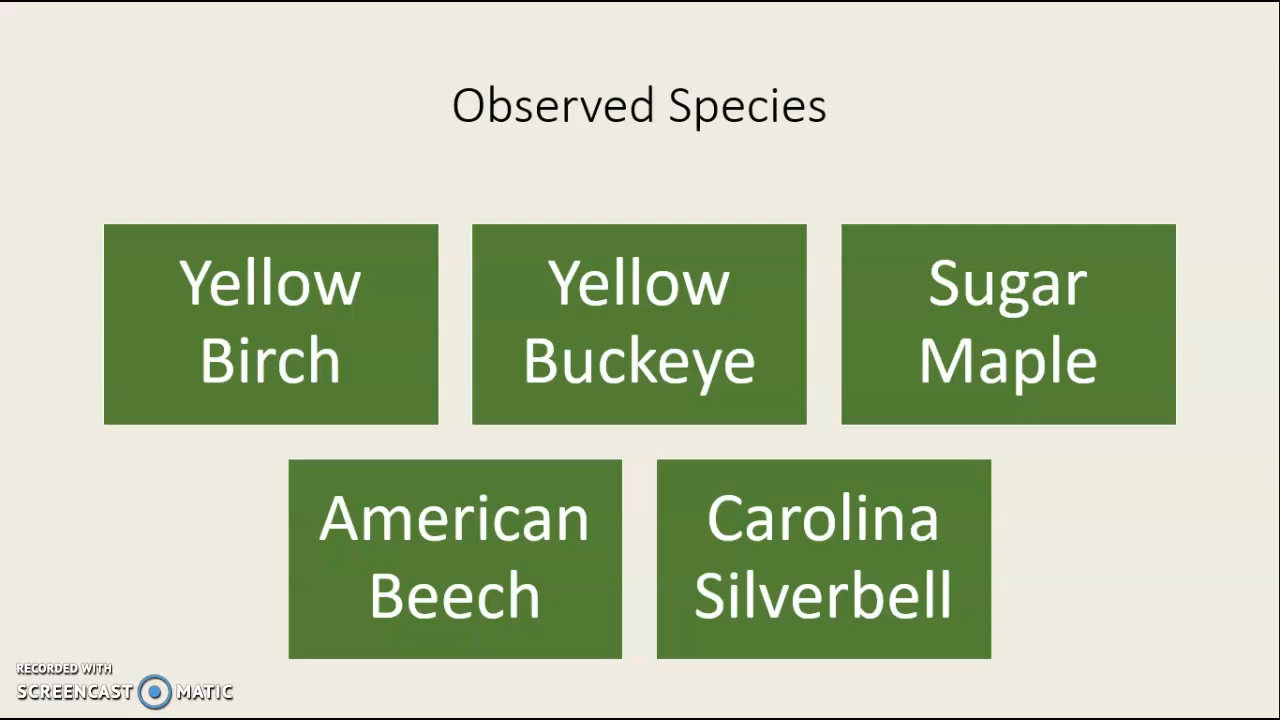 Observed Species
Yellow
Birch
Yellow
Buckeye
Sugar
Maple
American
Beech
Carolina
Silverbell
RECORDED WITH
SCREENCAST MATIC